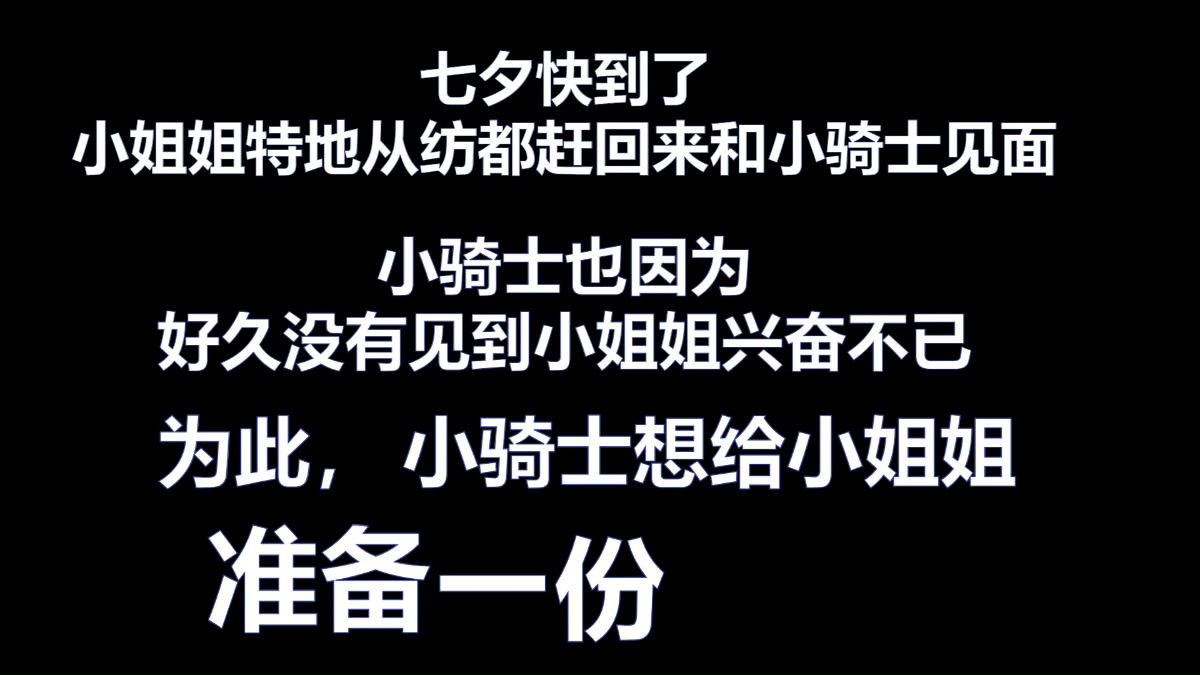 七夕快到了
小姐姐特地从纺都赶回来和小骑士见面
小骑士也因为
好久没有见到小姐姐兴奋不已
为此，小骑士想给小姐姐
准备一份